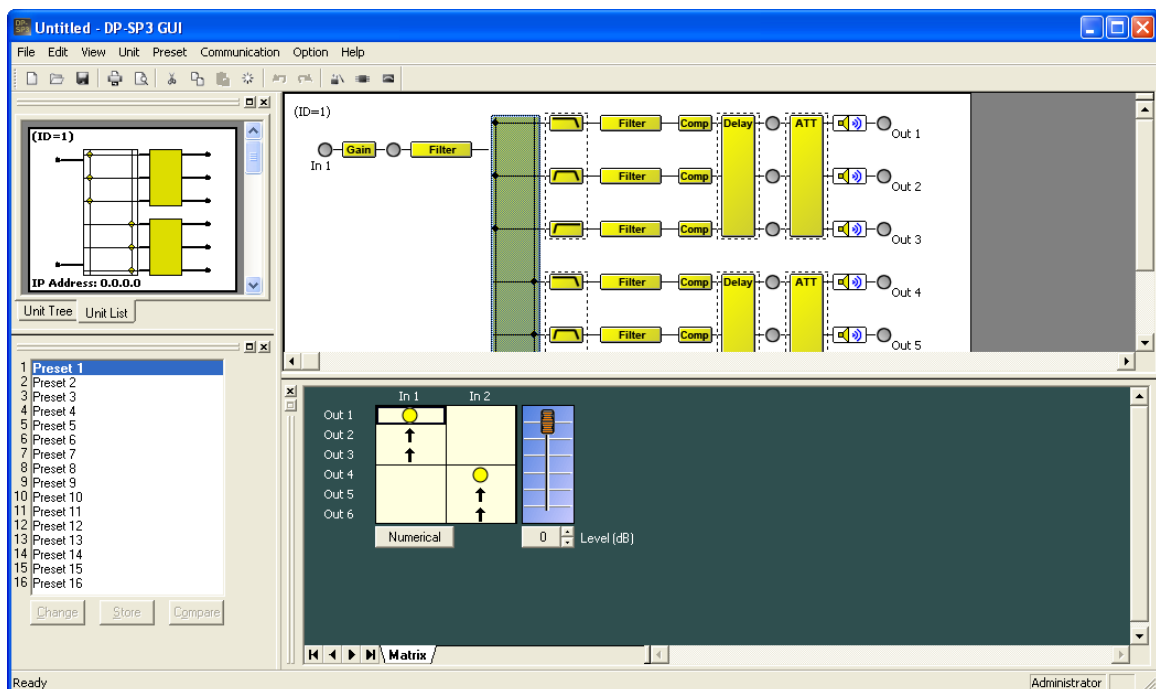 Untitled - DP-SP3 GUI
File Edit View Unit Preset Communication Option Help
(ID=1)
IP Address: 0.0.0.0
Unit Tree Unit List
1 Preset 1
2 Preset 2
3 Preset 3
4 Preset 4
5 Preset 5
6 Preset 6
7 Preset 7
8 Preset 8
9 Preset 9
10 Preset 10
11 Preset 11
12 Preset 12
13 Preset 13
14 Preset 14
15 Preset 15
16 Preset 16
Change Store Compare
(ID=1)
In 1 Gain Filter
Filter Comp Delay ATT Out 1
Filter Comp Out 2
Filter Comp Out 3
Filter Comp Delay ATT Out 4
Filter Comp Out 5
In 1 In 2
Out 1
Out 2
Out 3
Out 4
Out 5
Out 6
Numerical 0 Level (dB)
Matrix
Ready Administrator